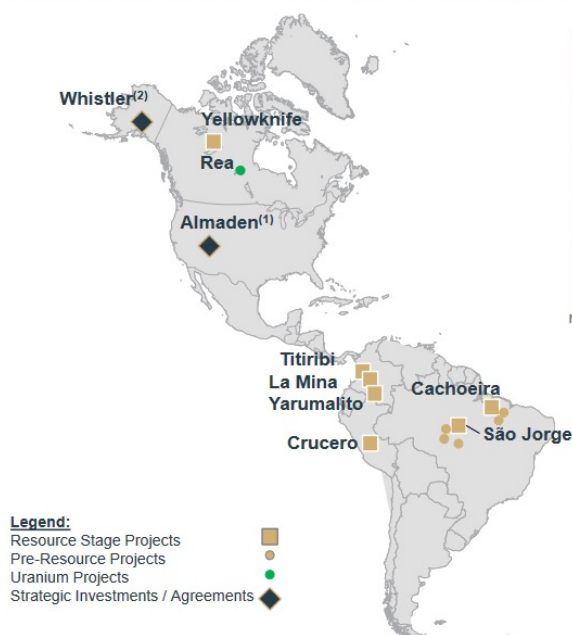 Whistler(2)
Yellowknife
Rea
Almaden(1)
Titiribi
La Mina
Cachoeira
Yarumalito
São Jorge
Crucero
Legend:
Resource Stage Projects
Pre-Resource Projects
Uranium Projects
Strategic Investments / Agreements